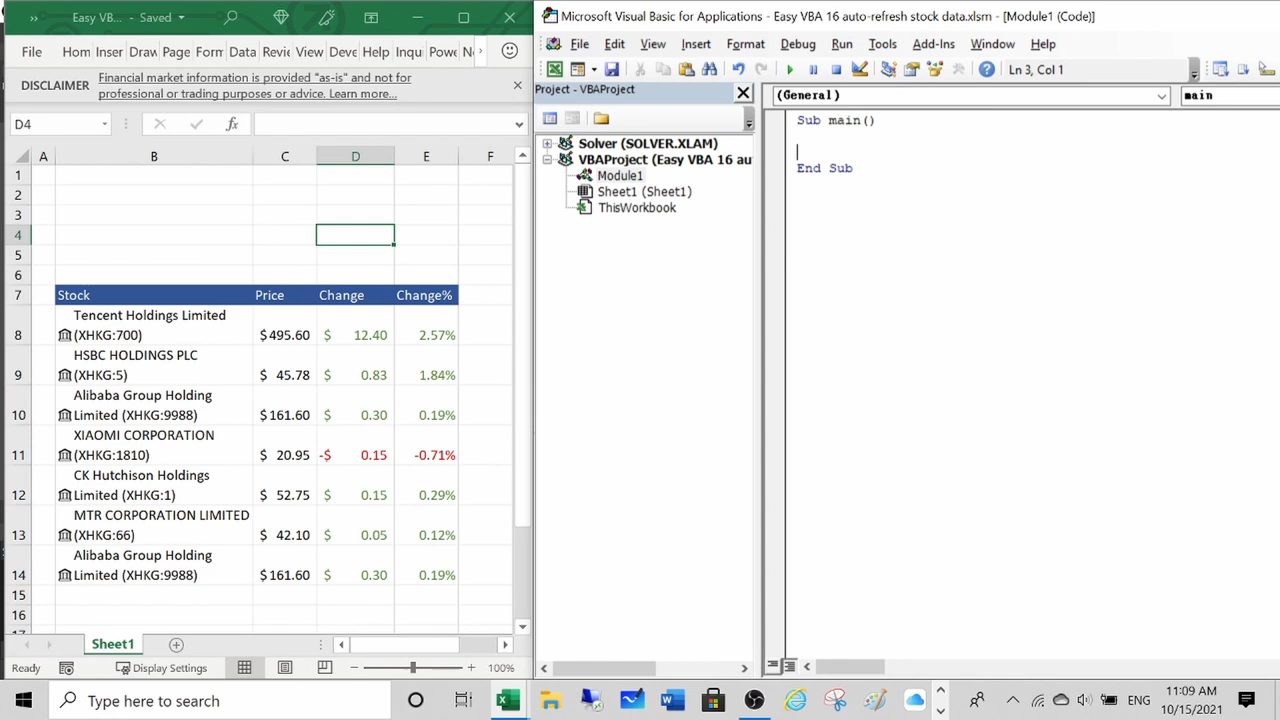 Easy VB... - Saved
File Hom Inser Draw Page Form Data Revi View Deve Help Inqu Powe
DISCLAIMER Financial market information is provided "as-is" and not for
professional or trading purposes or advice. Learn more...
D4 fx
A B C D E F
1
2
3
4
5
6
7 Stock Price Change Change%
Tencent Holdings Limited
8 (XHKG:700) $ 495.60 $ 12.40 2.57%
HSBC HOLDINGS PLC
9 (XHKG:5) $ 45.78 $ 0.83 1.84%
Alibaba Group Holding
10 Limited (XHKG:9988) $ 161.60 $ 0.30 0.19%
XIAOMI CORPORATION
11 (XHKG:1810) $ 20.95 -$ 0.15 -0.71%
CK Hutchison Holdings
12 Limited (XHKG:1) $ 52.75 $ 0.15 0.29%
MTR CORPORATION LIMITED
13 (XHKG:66) $ 42.10 $ 0.05 0.12%
Alibaba Group Holding
14 Limited (XHKG:9988) $ 161.60 $ 0.30 0.19%
15
16
Sheet1
Ready Display Settings 100%
Microsoft Visual Basic for Applications - Easy VBA 16 auto-refresh stock data.xlsm - [Module1 (Code)]
File Edit View Insert Format Debug Run Tools Add-Ins Window Help
Ln 3, Col 1
Project - VBAProject
Solver (SOLVER.XLAM)
VBAProject (Easy VBA 16 au
Module1
Sheet1 (Sheet1)
ThisWorkbook
(General) main
Sub main()
End Sub
Type here to search
ENG
11:09 AM
10/15/2021